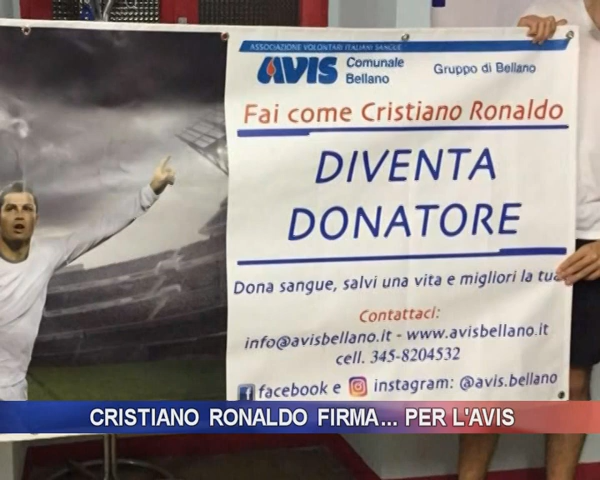 ASSOCIAZIONE VOLONTARI ITALIANI SANGUE
AVIS Comunale Bellano
Gruppo di Bellano
Fai come Cristiano Ronaldo
DIVENTA
DONATORE
Dona sangue, salvi una vita e migliori la tua
Contattaci:
info@avisbellano.it - www.avisbellano.it
cell. 345-8204532
facebook e instagram: @avis.bellano
CRISTIANO RONALDO FIRMA... PER L'AVIS